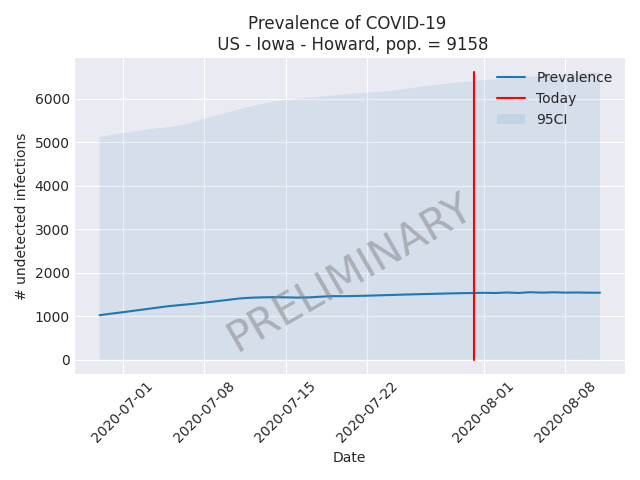 Prevalence of COVID-19
US - Iowa - Howard, pop. = 9158
Prevalence
Today
95CI
# undetected infections
6000
5000
4000
3000
2000
1000
0
PRELIMINARY
2020-07-01
2020-07-08
2020-07-15
2020-07-22
2020-08-01
2020-08-08
Date